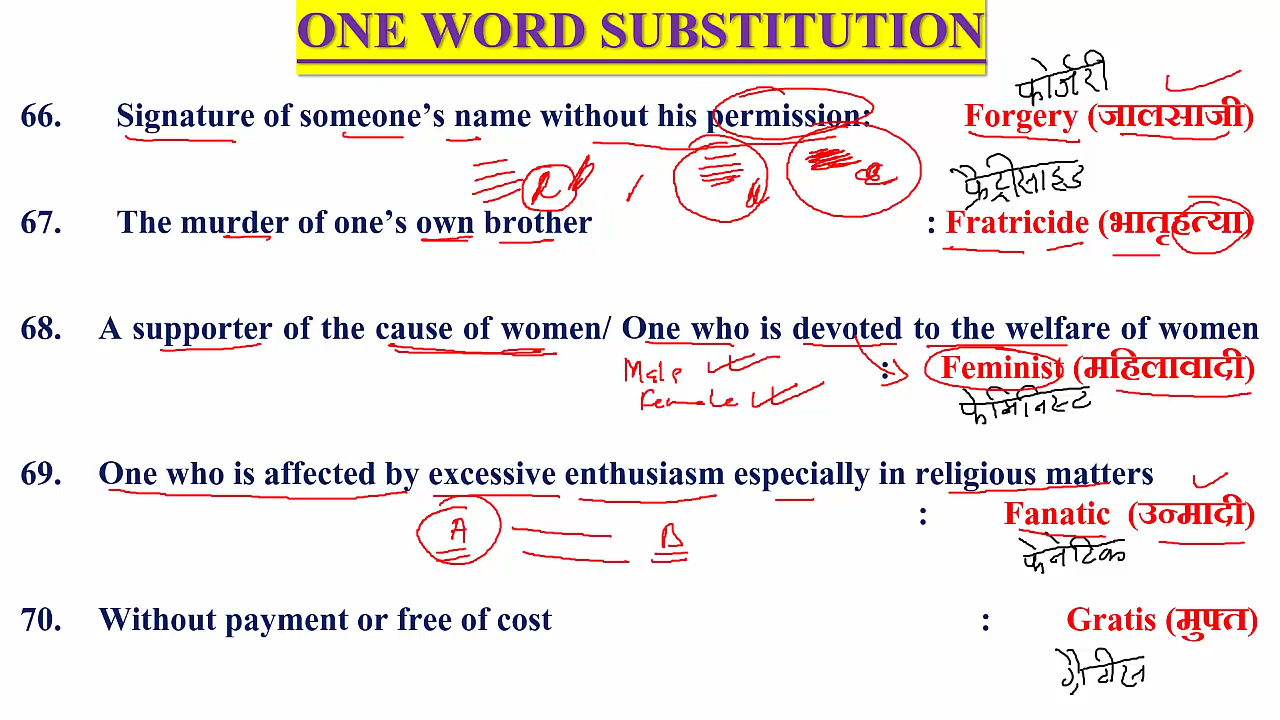 ONE WORD SUBSTITUTION
फोर्जरी
66. Signature of someone's name without his permission: Forgery (जालसाजी)
फ्रैट्रीसाइड
67. The murder of one's own brother : Fratricide (भातृहत्या)
68. A supporter of the cause of women/ One who is devoted to the welfare of women
Male : Feminist (महिलावादी)
Female फेमिनिस्ट
69. One who is affected by excessive enthusiasm especially in religious matters
: Fanatic (उन्मादी)
A B
फेनेटिक
70. Without payment or free of cost : Gratis (मुफ्त)